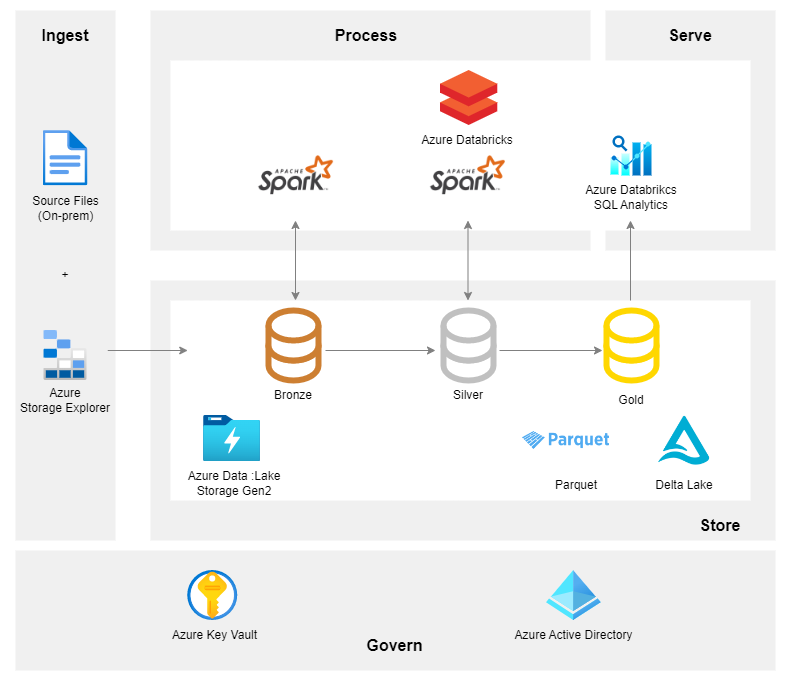 Ingest
Process
Serve
Azure Databricks
APACHE
Spark
APACHE
Spark
Source Files
(On-prem)
Azure Databrikcs
SQL Analytics
+
Azure
Storage Explorer
Bronze
Silver
Gold
Parquet
Azure Data :Lake
Storage Gen2
Parquet
Delta Lake
Store
Azure Key Vault
Azure Active Directory
Govern